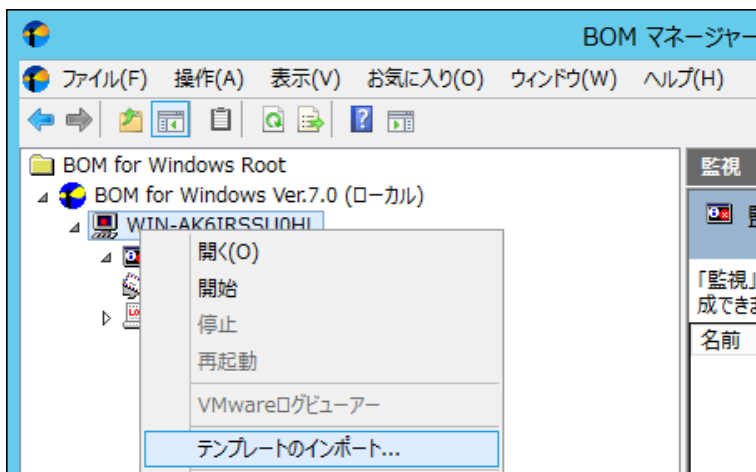 BOM マネージャー
ファイル(F) 操作(A) 表示(V) お気に入り(O) ウィンドウ(W) ヘルプ(H)
BOM for Windows Root
BOM for Windows Ver.7.0 (ローカル)
WIN-AK6IRSSU0HL
開く(O)
開始
停止
再起動
VMwareログビューアー
テンプレートのインポート...
監視
「監視」
成でき
名前